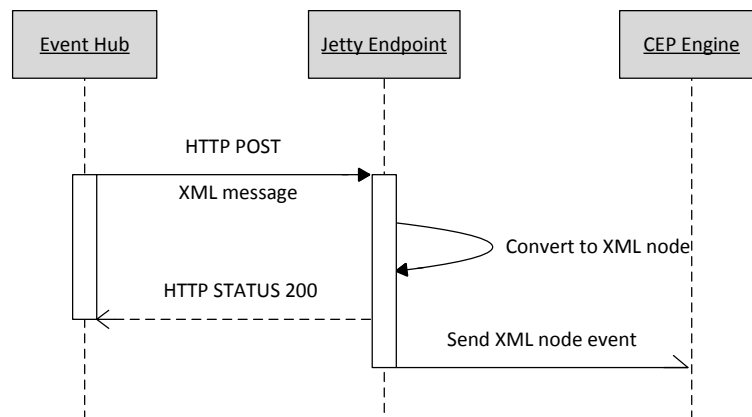 Event Hub
Jetty Endpoint
CEP Engine
HTTP POST
XML message
Convert to XML node
HTTP STATUS 200
Send XML node event